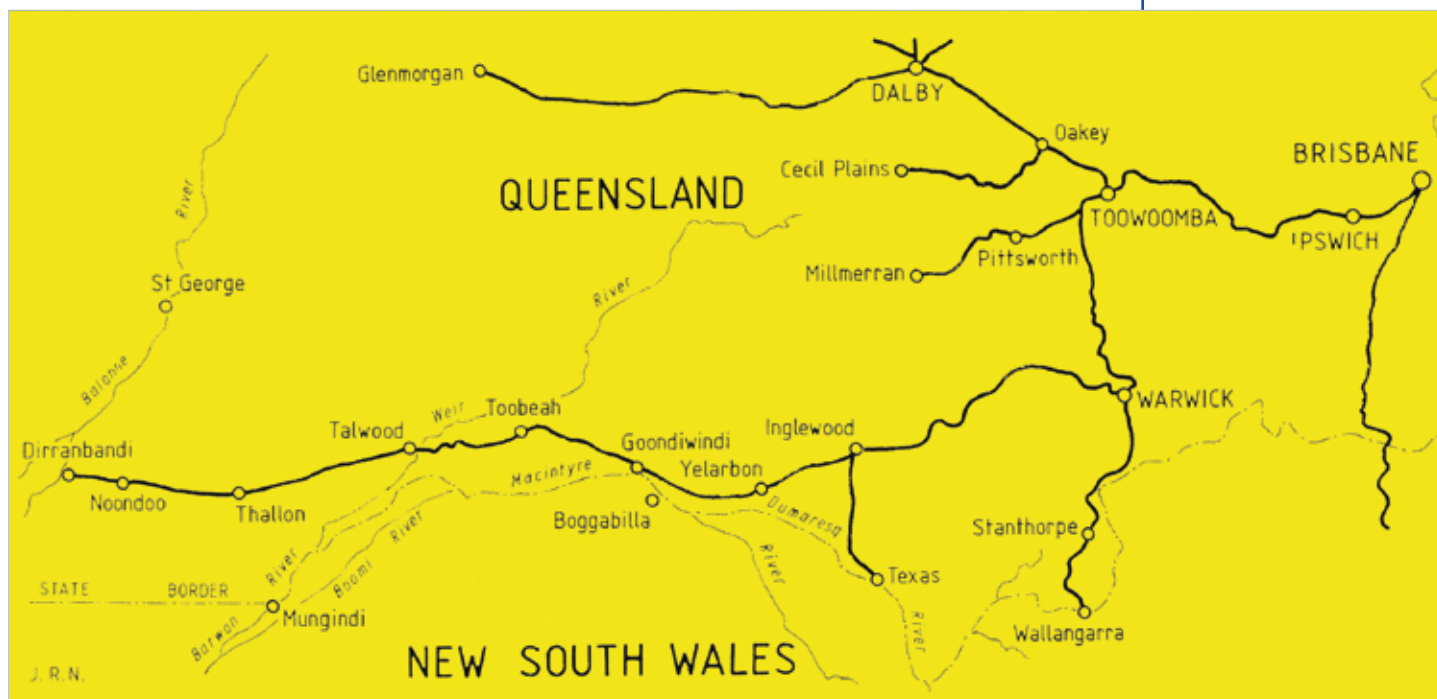 Glenmorgan
DALBY
Oakey
BRISBANE
Cecil Plains
QUEENSLAND
River
TOOWOOMBA
IPSWICH
Pittsworth
Millmerran
St George
River
Balonne
WARWICK
Weir
Toobeah
Talwood
Goondiwindi
Inglewood
Dirranbandi
Yelarbon
Macintyre
Noondoo
Thallon
Boggabilla
Dumaresq
Stanthorpe
River
River
Boomi
River
Texas
STATE BORDER
Mungindi
Barwon
River
Wallangarra
NEW SOUTH WALES
J.R.N.